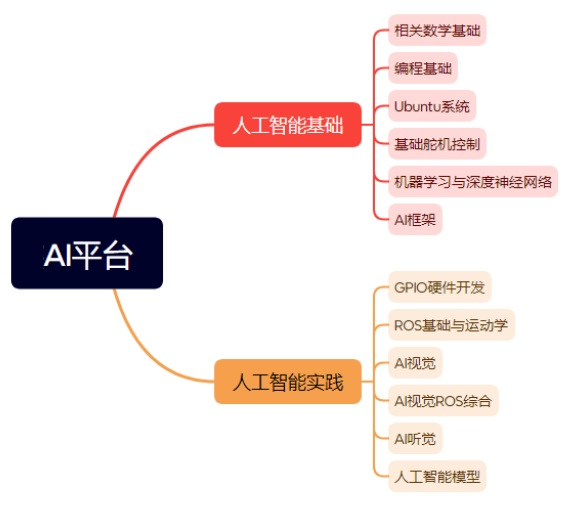 AI平台
人工智能基础
相关数学基础
编程基础
Ubuntu系统
基础舵机控制
机器学习与深度神经网络
AI框架
人工智能实践
GPIO硬件开发
ROS基础与运动学
AI视觉
AI视觉ROS综合
AI听觉
人工智能模型